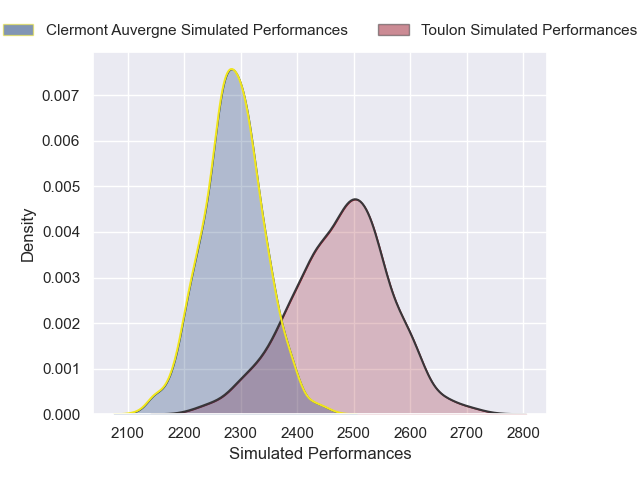 Clermont Auvergne Simulated Performances Toulon Simulated Performances
0.007
0.006
0.005
0.004
0.003
0.002
0.001
0.000
Density
2100 2200 2300 2400 2500 2600 2700 2800
Simulated Performances